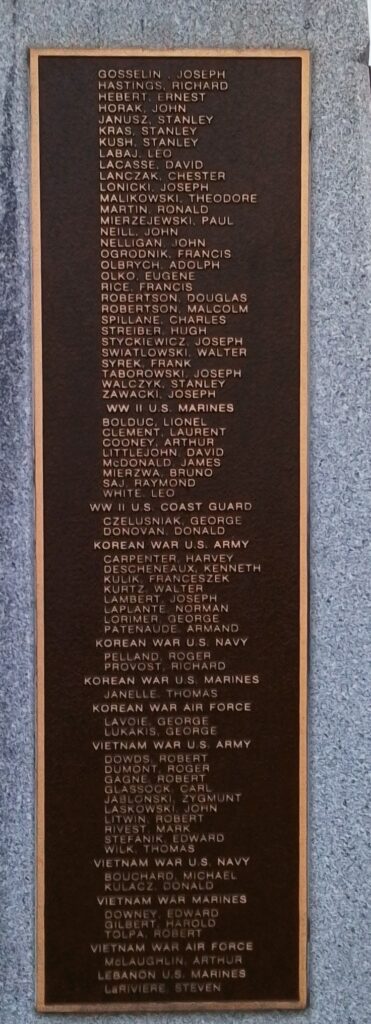 GOSSELIN , JOSEPH
HASTINGS, RICHARD
HEBERT, ERNEST
HORAK, JOHN
JANUSZ, STANLEY
KRAS, STANLEY
KUSH, STANLEY
LABAJ, LEO
LACASSE, DAVID
LANCZAK, CHESTER
LONICKI, JOSEPH
MALIKOWSKI, THEODORE
MARTIN, RONALD
MIERZEJEWSKI, PAUL
NEILL, JOHN
NELLIGAN, JOHN
OGRODNIK, FRANCIS
OLBRYCH, ADOLPH
OLKO, EUGENE
RICE, FRANCIS
ROBERTSON, DOUGLAS
ROBERTSON, MALCOLM
SPILLANE, CHARLES
STREIBER, HUGH
STYCKIEWICZ, JOSEPH
SWIATLOWSKI, WALTER
SYREK, FRANK
TABOROWSKI, JOSEPH
WALCZYK, STANLEY
ZAWACKI, JOSEPH
WW II U.S. MARINES
BOLDUC, LIONEL
CLEMENT, LAURENT
COONEY, ARTHUR
LITTLEJOHN, DAVID
McDONALD, JAMES
MIERZWA, BRUNO
SAJ, RAYMOND
WHITE, LEO
WW II U.S. COAST GUARD
CZELUSNIAK, GEORGE
DONOVAN, DONALD
KOREAN WAR U.S. ARMY
CARPENTER, HARVEY
DESCHENEAUX, KENNETH
KULIK, FRANCESZEK
KURTZ, WALTER
LAMBERT, JOSEPH
LAPLANTE, NORMAN
LORIMER, GEORGE
PATENAUDE, ARMAND
KOREAN WAR U.S. NAVY
PELLAND, ROGER
PROVOST, RICHARD
KOREAN WAR U.S. MARINES
JANELLE, THOMAS
KOREAN WAR AIR FORCE
LAVOIE, GEORGE
LUKAKIS, GEORGE
VIETNAM WAR U.S. ARMY
DOWDS, ROBERT
DUMONT, ROGER
GAGNE, ROBERT
GLASSOCK, CARL
JABLONSKI, ZYGMUNT
LASKOWSKI, JOHN
LITWIN, ROBERT
RIVEST, MARK
STEFANIK, EDWARD
WILK, THOMAS
VIETNAM WAR U.S. NAVY
BOUCHARD, MICHAEL
KULACZ, DONALD
VIETNAM WAR MARINES
DOWNEY, EDWARD
GILBERT, HAROLD
TOLPA, ROBERT
VIETNAM WAR AIR FORCE
McLAUGHLIN, ARTHUR
LEBANON U.S. MARINES
LaRIVIERE, STEVEN